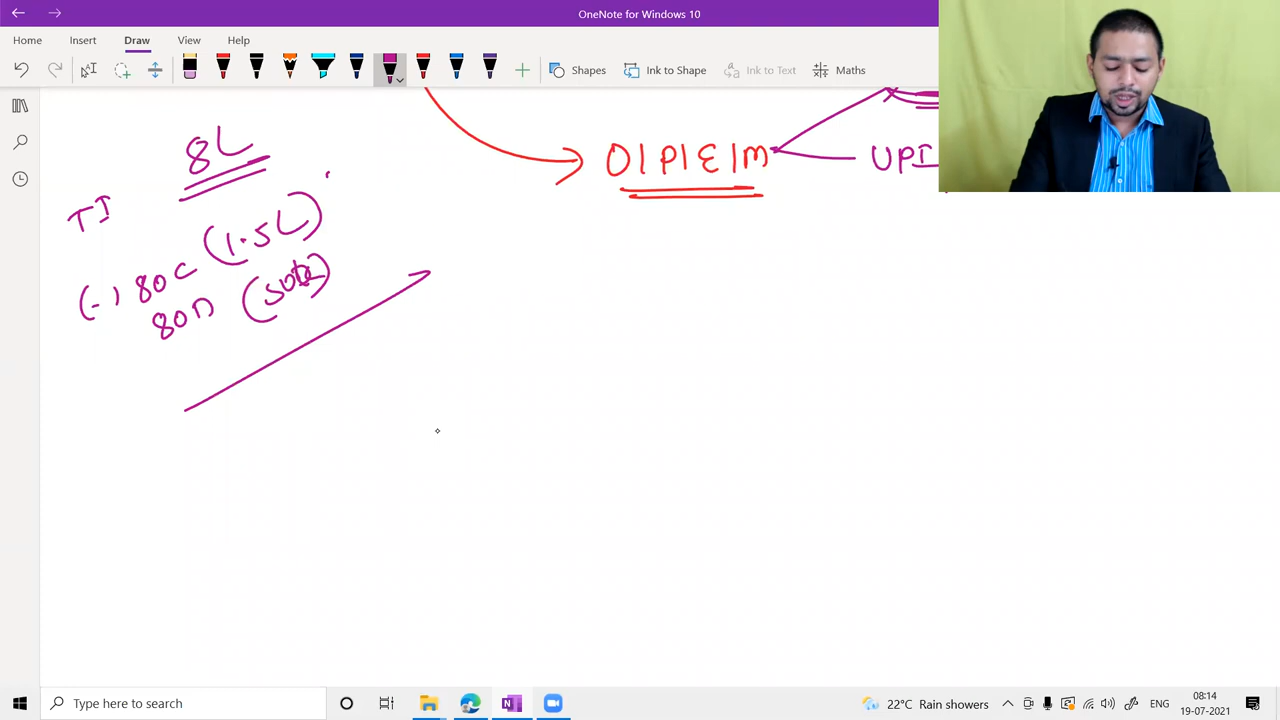 OneNote for Windows 10
Home Insert Draw View Help
Shapes Ink to Shape Ink to Text Maths
8L
TI
(-) 80C (1.5L)
80D (50k)
O|P|E|M
UPI
Type here to search
22°C Rain showers ENG 08:14
19-07-2021